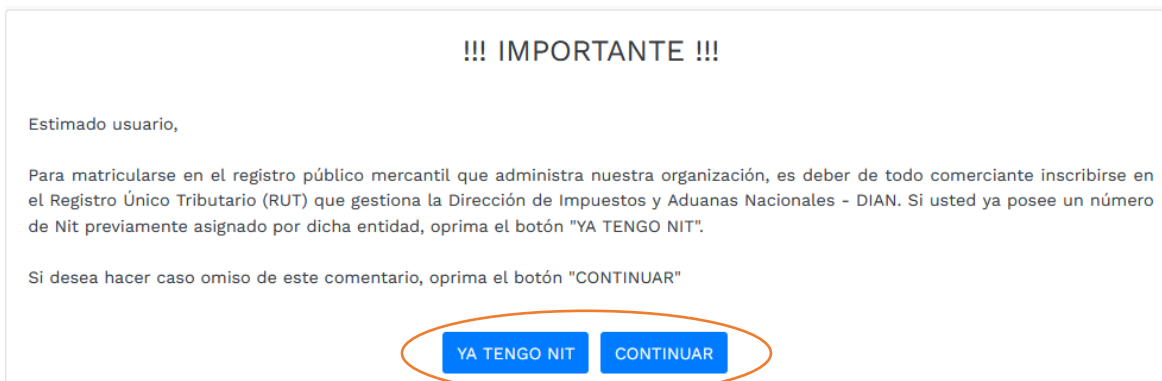 !!! IMPORTANTE !!!
Estimado usuario,
Para matricularse en el registro público mercantil que administra nuestra organización, es deber de todo comerciante inscribirse en
el Registro Único Tributario (RUT) que gestiona la Dirección de Impuestos y Aduanas Nacionales - DIAN. Si usted ya posee un número
de Nit previamente asignado por dicha entidad, oprima el botón "YA TENGO NIT".
Si desea hacer caso omiso de este comentario, oprima el botón "CONTINUAR"
YA TENGO NIT CONTINUAR